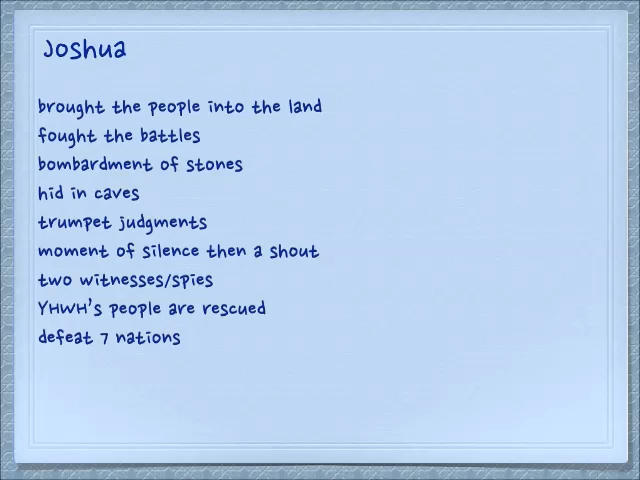 Joshua
brought the people into the land
fought the battles
bombardment of stones
hid in caves
trumpet judgments
moment of silence then a shout
two witnesses/spies
YHWH's people are rescued
defeat 7 nations